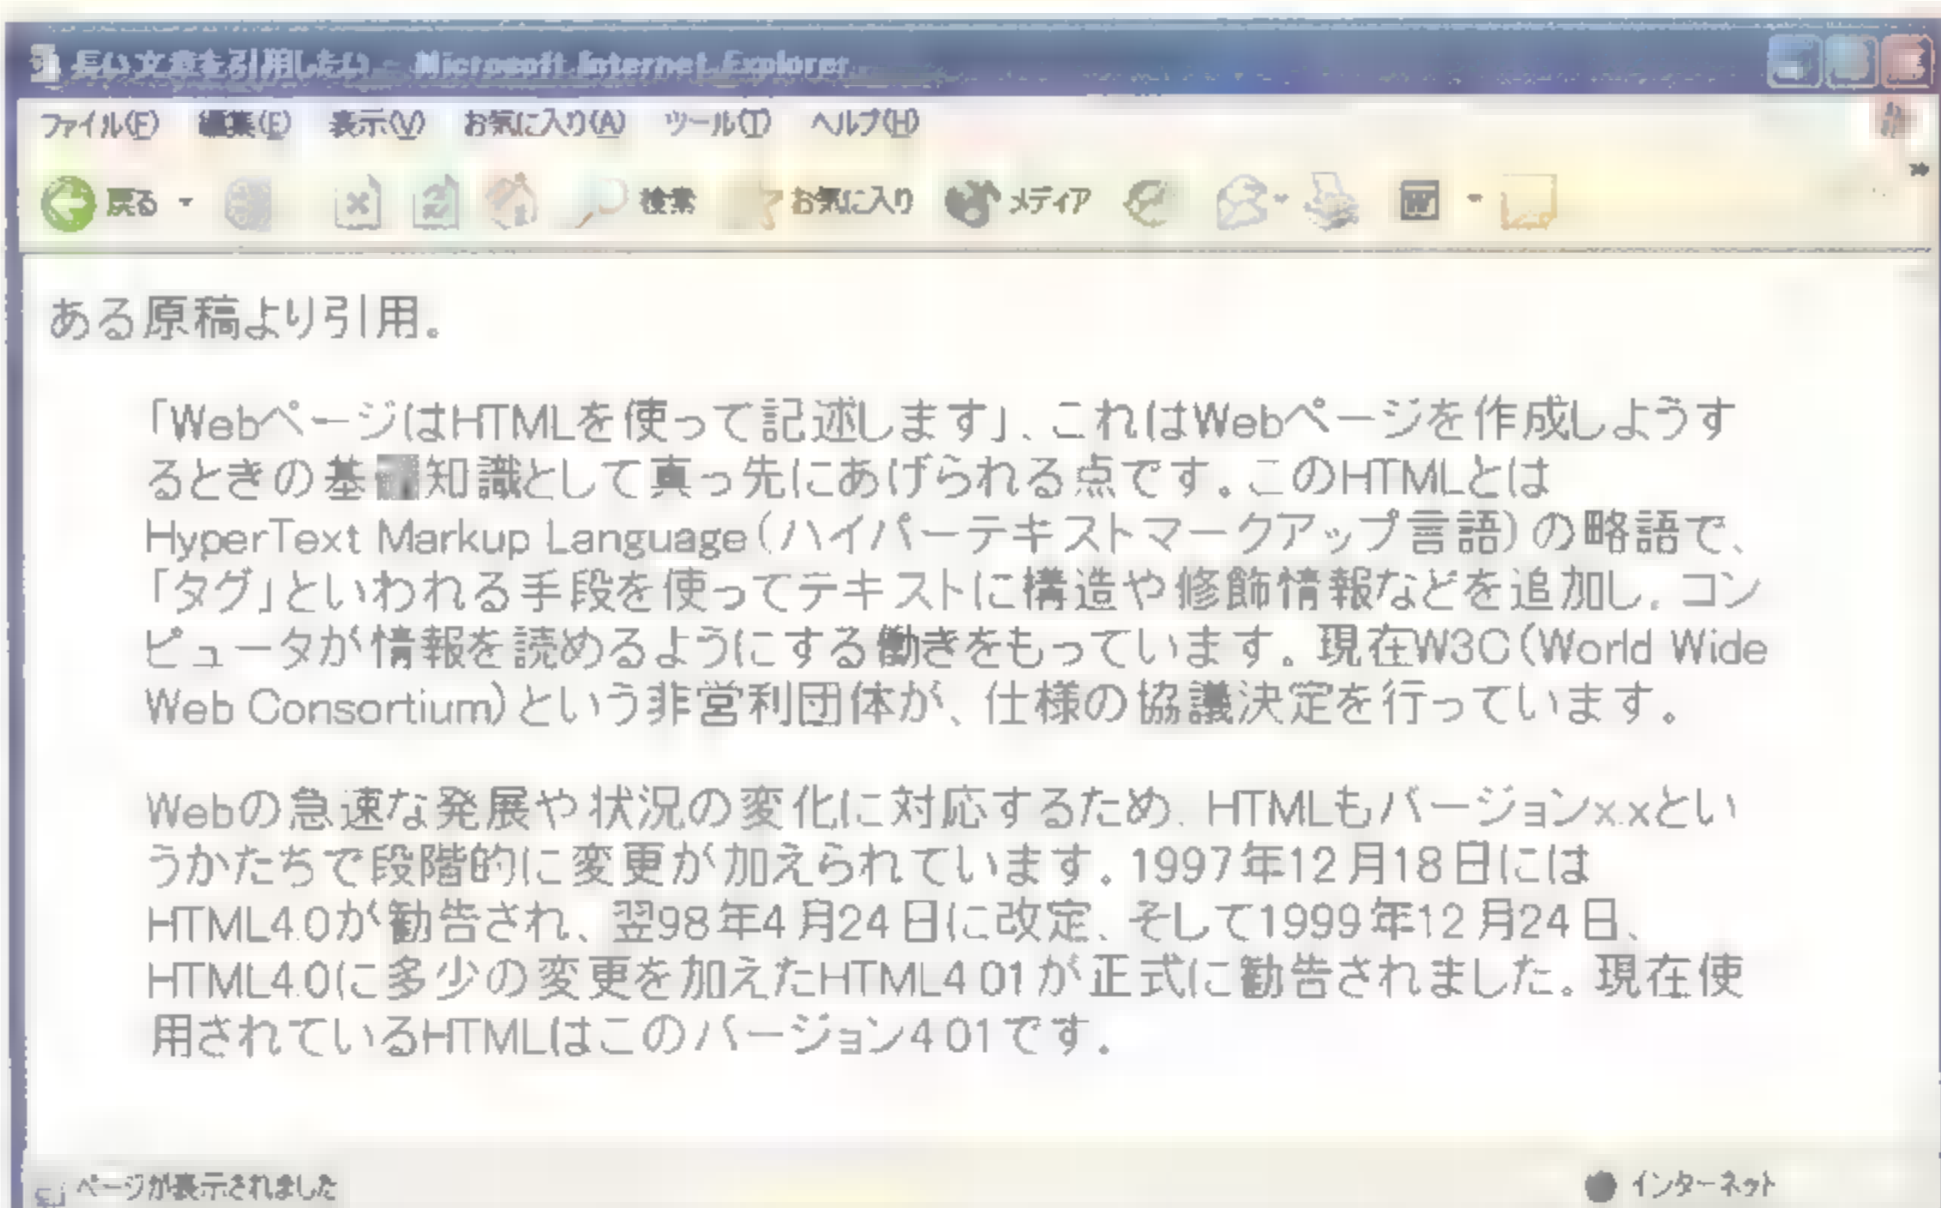 長い文章を引用したい - Microsoft Internet Explorer
ファイル(F) 編集(E) 表示(V) お気に入り(A) ツール(T) ヘルプ(H)
戻る 検索 お気に入り メディア
ある原稿より引用。
「WebページはHTMLを使って記述します」、これはWebページを作成しようす
るときの基礎知識として真っ先にあげられる点です。このHTMLとは
HyperText Markup Language(ハイパーテキストマークアップ言語)の略語で、
「タグ」といわれる手段を使ってテキストに構造や修飾情報などを追加し、コン
ピュータが情報を読めるようにする働きをもっています。現在W3C(World Wide
Web Consortium)という非営利団体が、仕様の協議決定を行っています。
Webの急速な発展や状況の変化に対応するため、HTMLもバージョンx.xとい
うかたちで段階的に変更が加えられています。1997年12月18日には
HTML4.0が勧告され、翌98年4月24日に改定、そして1999年12月24日、
HTML4.0に多少の変更を加えたHTML4.01が正式に勧告されました。現在使
用されているHTMLはこのバージョン4.01です。
ページが表示されました インターネット